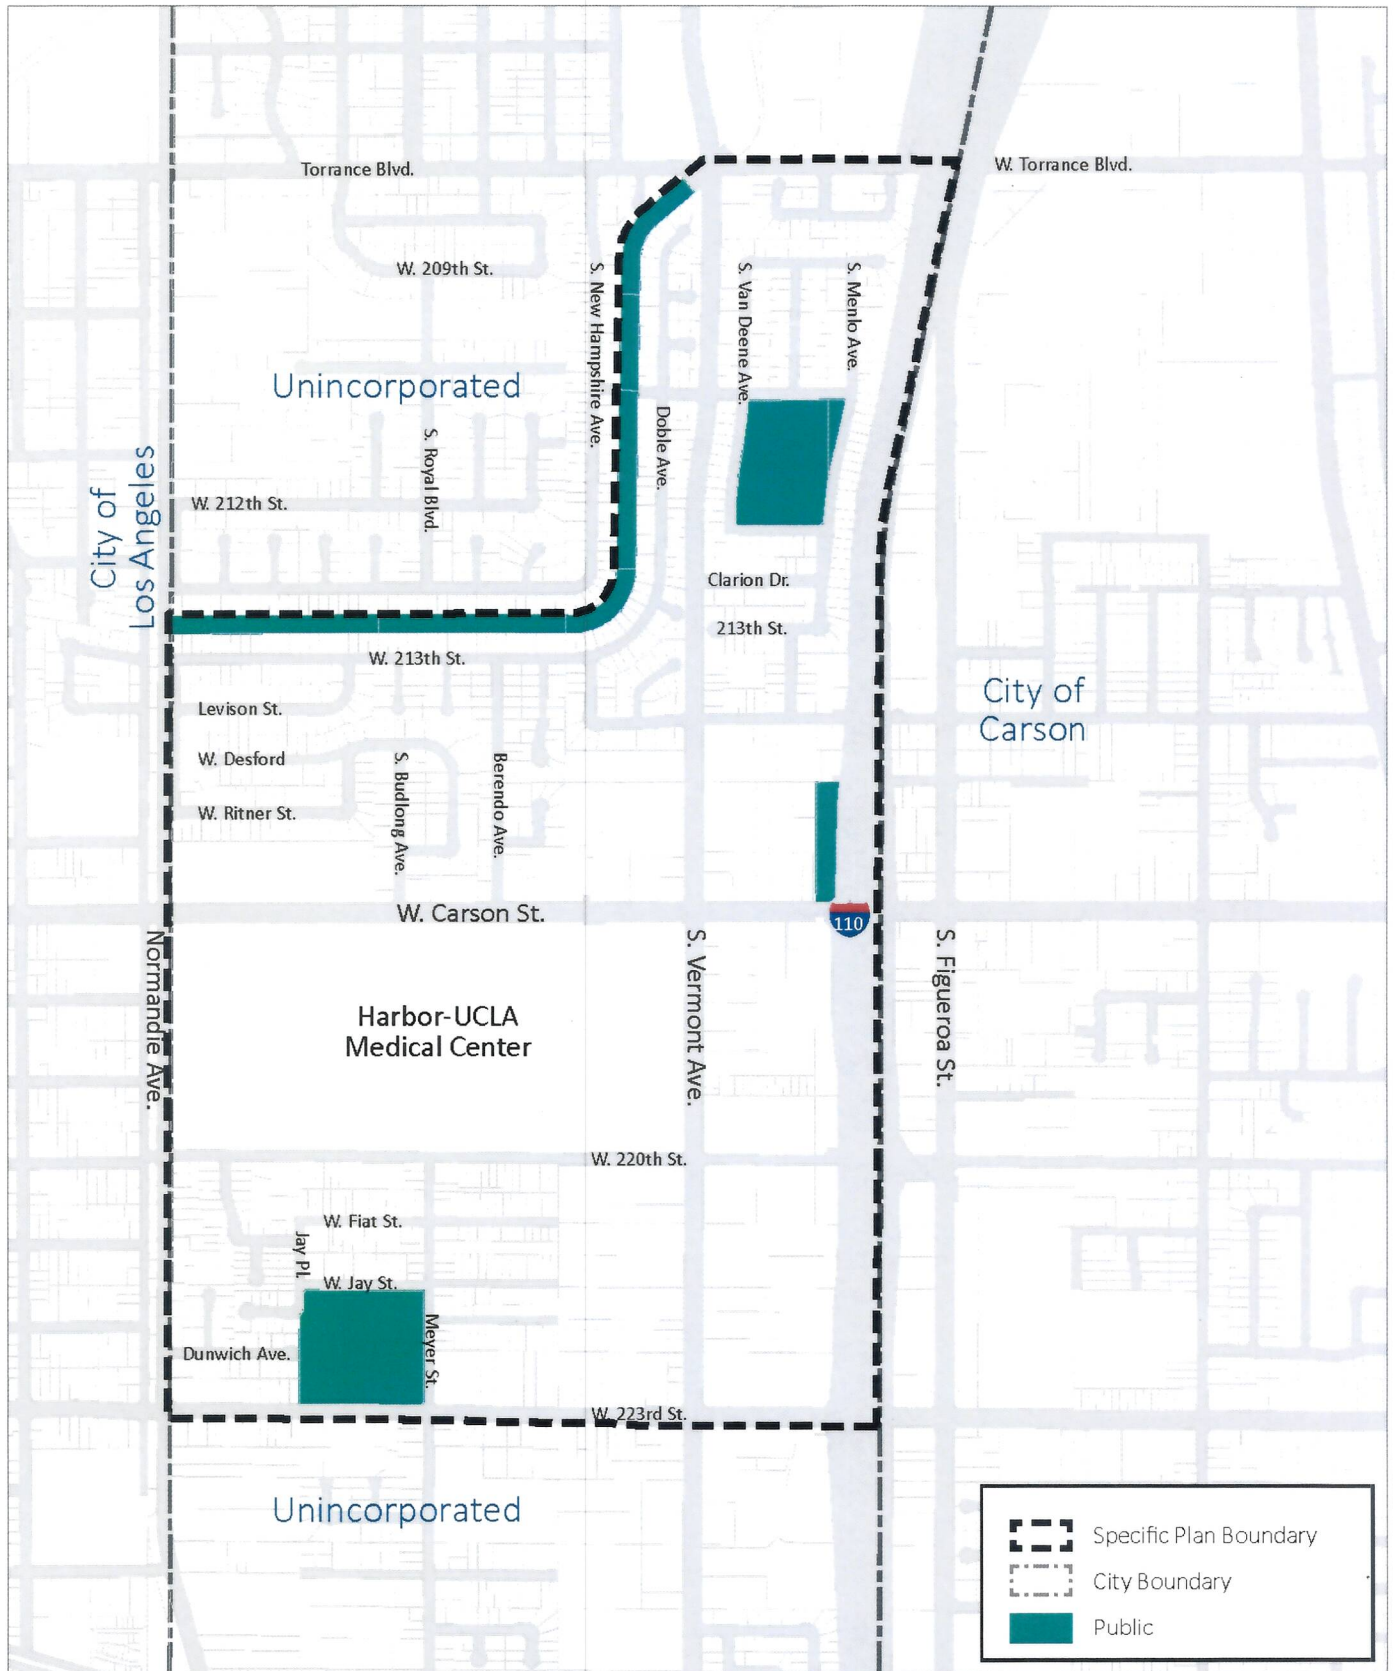 Torrance Blvd.
W. Torrance Blvd.
W. 209th St.
S. New Hampshire Ave.
S. Van Deene Ave.
S. Menlo Ave.
Unincorporated
Doble Ave.
S. Royal Blvd.
City of
Los Angeles
W. 212th St.
Clarion Dr.
213th St.
W. 213th St.
City of
Carson
Levison St.
W. Desford
S. Budlong Ave.
Berendo Ave.
W. Ritner St.
W. Carson St.
110
Normandie Ave.
S. Vermont Ave.
S. Figueroa St.
Harbor-UCLA
Medical Center
W. 220th St.
W. Fiat St.
Jay Pl.
W. Jay St.
Meyer St.
Dunwich Ave.
W. 223rd St.
Unincorporated
Specific Plan Boundary
City Boundary
Public